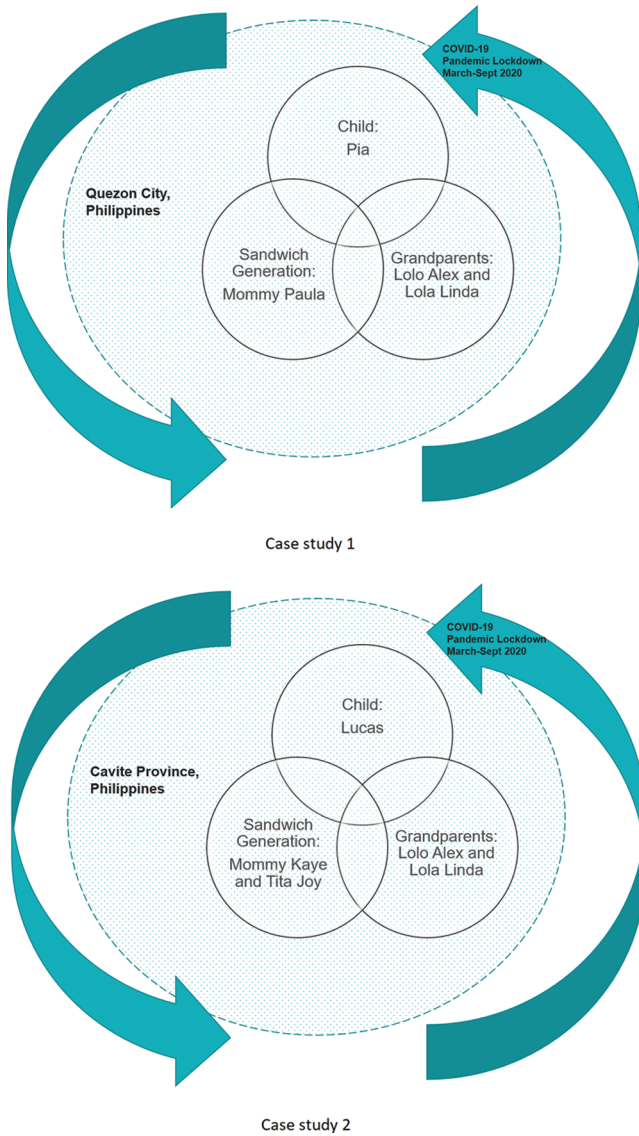 COVID-19
Pandemic Lockdown
March-Sept 2020
Child:
Pia
Quezon City,
Philippines
Sandwich
Generation:
Mommy Paula
Grandparents:
Lolo Alex and
Lola Linda
Case study 1
COVID-19
Pandemic Lockdown
March-Sept 2020
Child:
Lucas
Cavite Province,
Philippines
Sandwich
Generation:
Mommy Kaye
and Tita Joy
Grandparents:
Lolo Alex and
Lola Linda
Case study 2